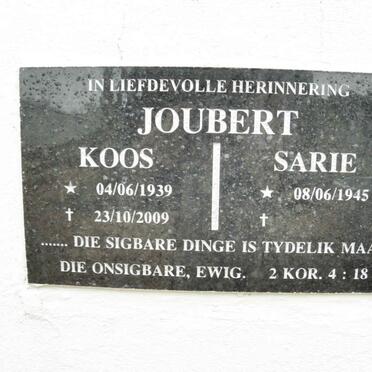 IN LIEFDEVOLLE HERINNERING
JOUBERT
KOOS SARIE
★ 04/06/1939 ★ 08/06/1945
† 23/10/2009 †
....... DIE SIGBARE DINGE IS TYDELIK MAA
DIE ONSIGBARE, EWIG. 2 KOR. 4 : 18